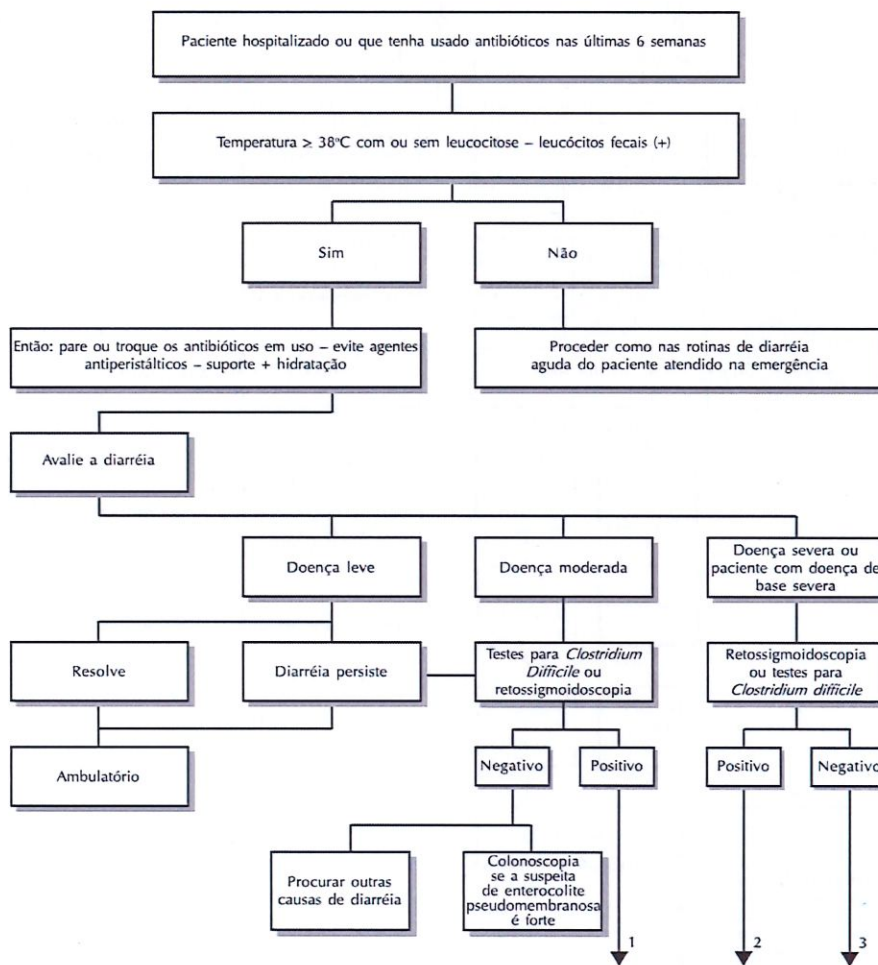 Paciente hospitalizado ou que tenha usado antibióticos nas últimas 6 semanas
Temperatura ≥ 38ºC com ou sem leucocitose – leucócitos fecais (+)
Sim
Não
Então: pare ou troque os antibióticos em uso – evite agentes
antiperistálticos – suporte + hidratação
Proceder como nas rotinas de diarréia
aguda do paciente atendido na emergência
Avalie a diarréia
Doença leve
Doença moderada
Doença severa ou
paciente com doença de
base severa
Resolve
Diarréia persiste
Testes para Clostridium
Difficile ou
retossigmoidoscopia
Retossigmoidoscopia
ou testes para
Clostridium difficile
Ambulatório
Negativo
Positivo
Positivo
Negativo
Procurar outras
causas de diarréia
Colonoscopia
se a suspeita
de enterocolite
pseudomembranosa
é forte
1
2
3